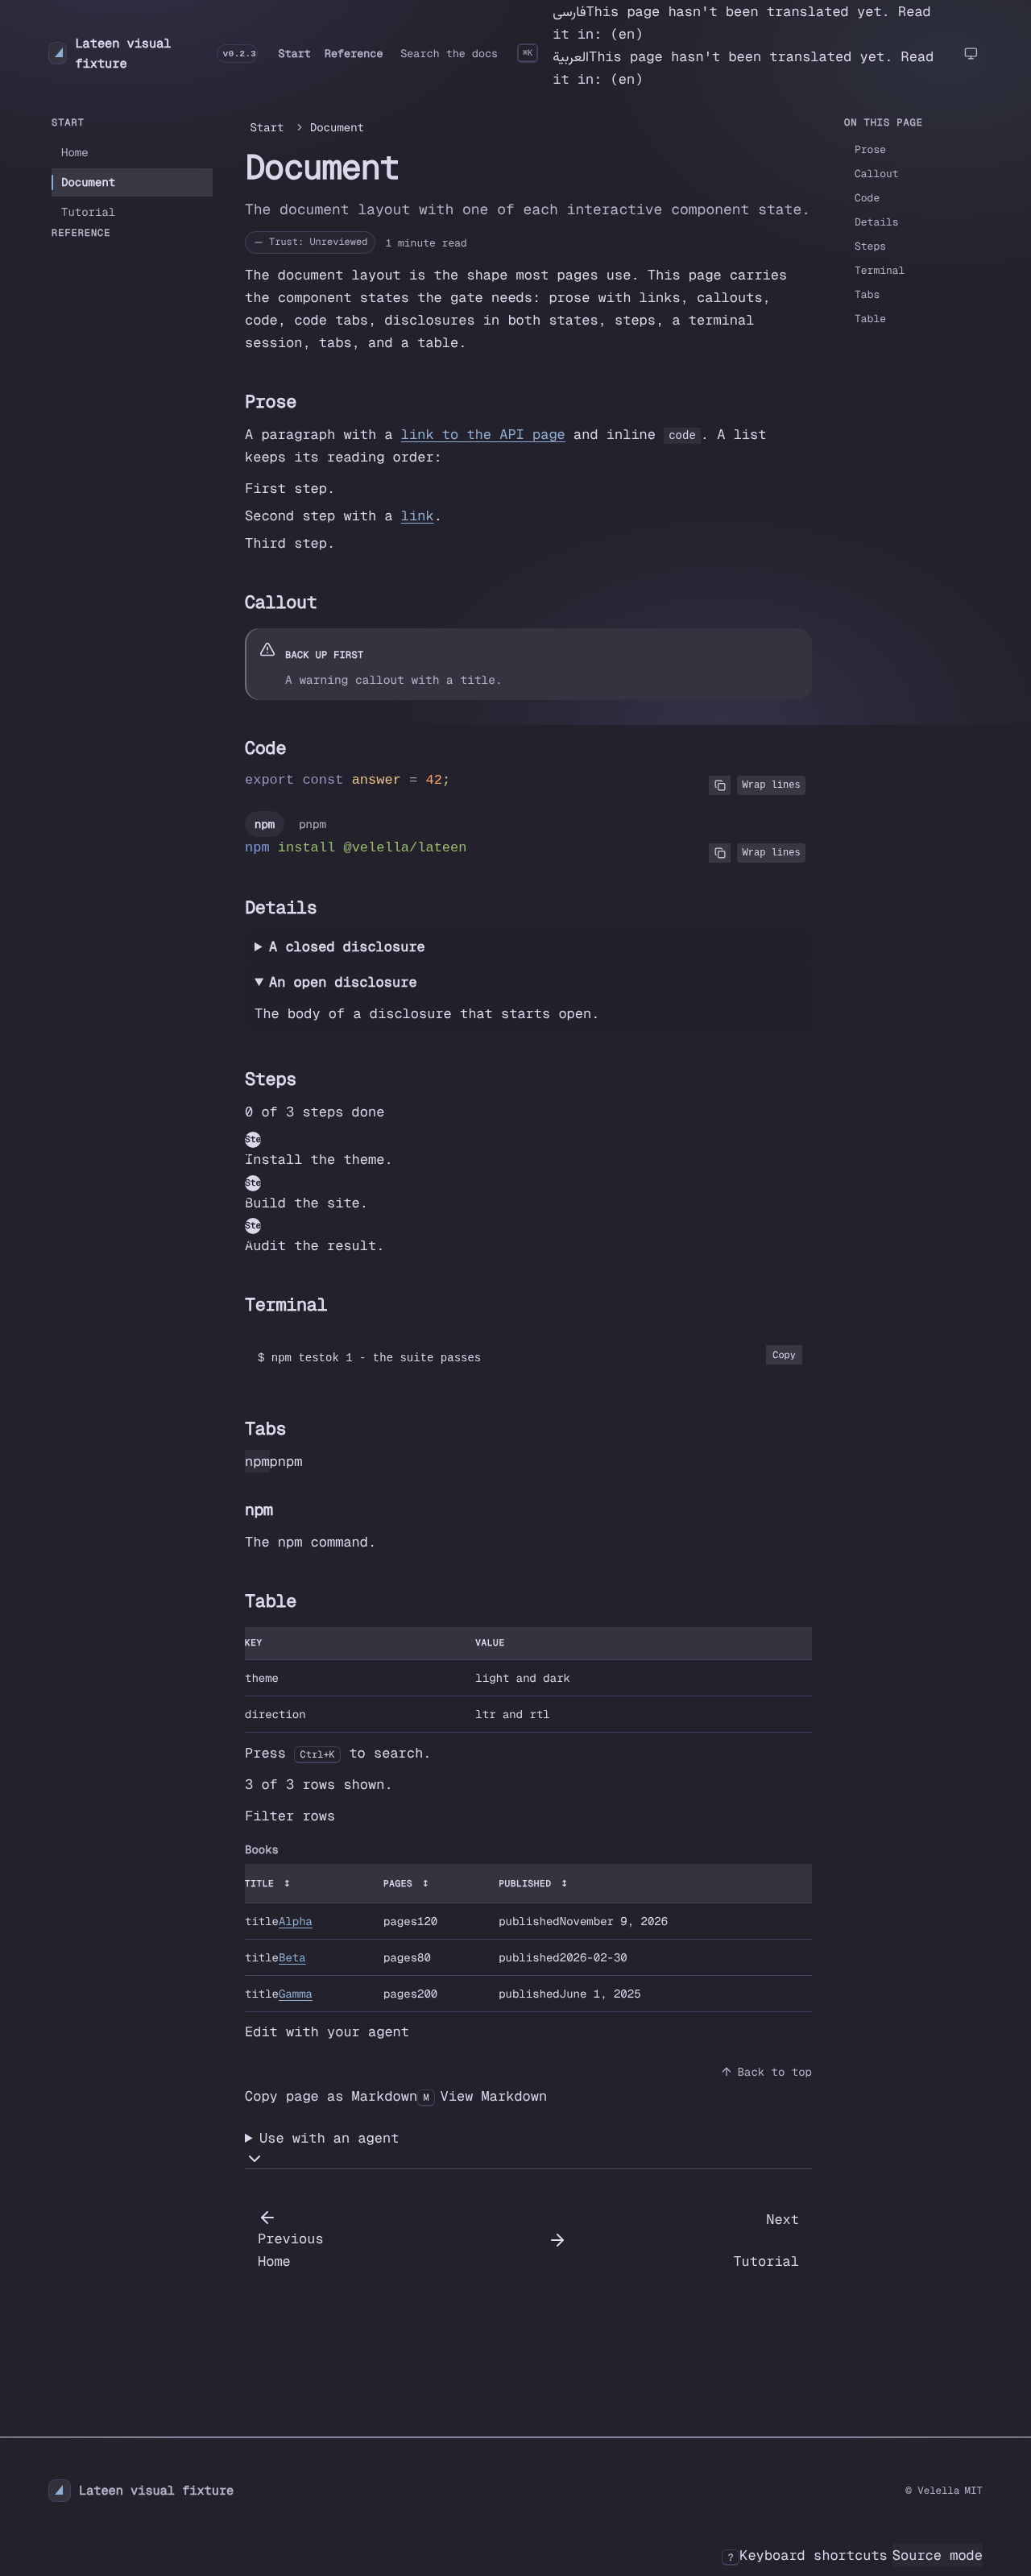 Lateen visual
fixture
v0.2.3
Start
Reference
Search the docs
⌘K
فارسیThis page hasn't been translated yet. Read
it in: (en)
العربيةThis page hasn't been translated yet. Read
it in: (en)
START
Home
Document
Tutorial
REFERENCE
Start › Document
Document
The document layout with one of each interactive component state.
— Trust: Unreviewed
1 minute read
The document layout is the shape most pages use. This page carries
the component states the gate needs: prose with links, callouts,
code, code tabs, disclosures in both states, steps, a terminal
session, tabs, and a table.
Prose
A paragraph with a link to the API page and inline code. A list
keeps its reading order:
First step.
Second step with a link.
Third step.
Callout
BACK UP FIRST
A warning callout with a title.
Code
export const answer = 42;
Wrap lines
npm pnpm
npm install @velella/lateen
Wrap lines
Details
A closed disclosure
An open disclosure
The body of a disclosure that starts open.
Steps
0 of 3 steps done
Ste
Install the theme.
Ste
Build the site.
Ste
Audit the result.
Terminal
$ npm testok 1 - the suite passes
Copy
Tabs
npmpnpm
npm
The npm command.
Table
KEY VALUE
theme light and dark
direction ltr and rtl
Press Ctrl+K to search.
3 of 3 rows shown.
Filter rows
Books
TITLE ↕ PAGES ↕ PUBLISHED ↕
titleAlpha pages120 publishedNovember 9, 2026
titleBeta pages80 published2026-02-30
titleGamma pages200 publishedJune 1, 2025
Edit with your agent
↑ Back to top
Copy page as Markdown M View Markdown
Use with an agent
Previous
Home
Next
Tutorial
ON THIS PAGE
Prose
Callout
Code
Details
Steps
Terminal
Tabs
Table
Lateen visual fixture
© Velella MIT
? Keyboard shortcuts Source mode